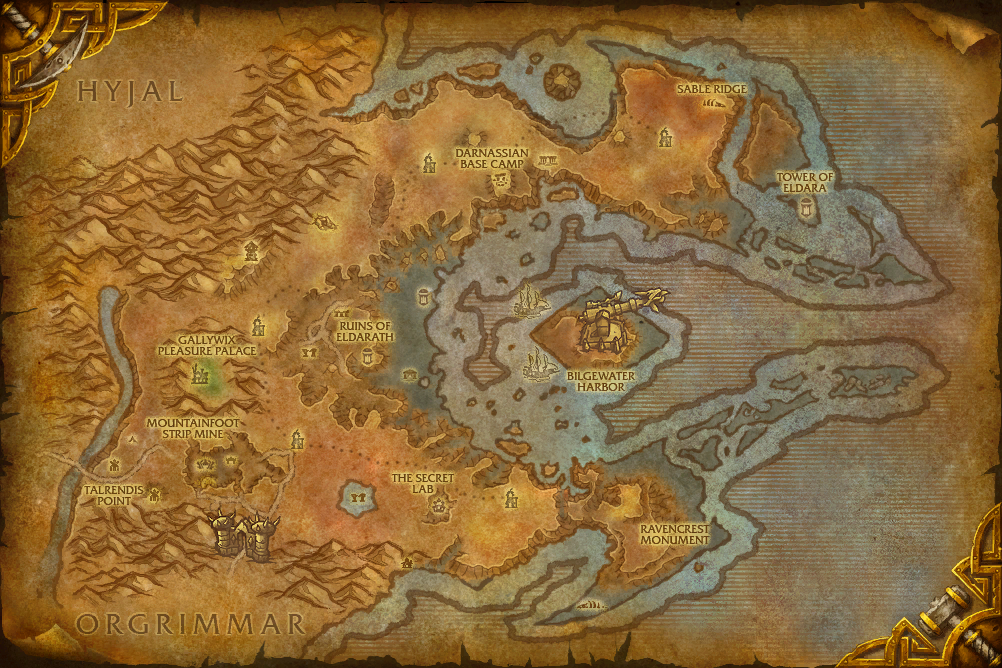 HYJAL
SABLE RIDGE
DARNASSIAN
BASE CAMP
TOWER OF
ELDARA
RUINS OF
ELDARATH
GALLYWIX
PLEASURE PALACE
BILGEWATER
HARBOR
MOUNTAINFOOT
STRIP MINE
TALRENDIS
POINT
THE SECRET
LAB
RAVENCREST
MONUMENT
ORGRIMMAR